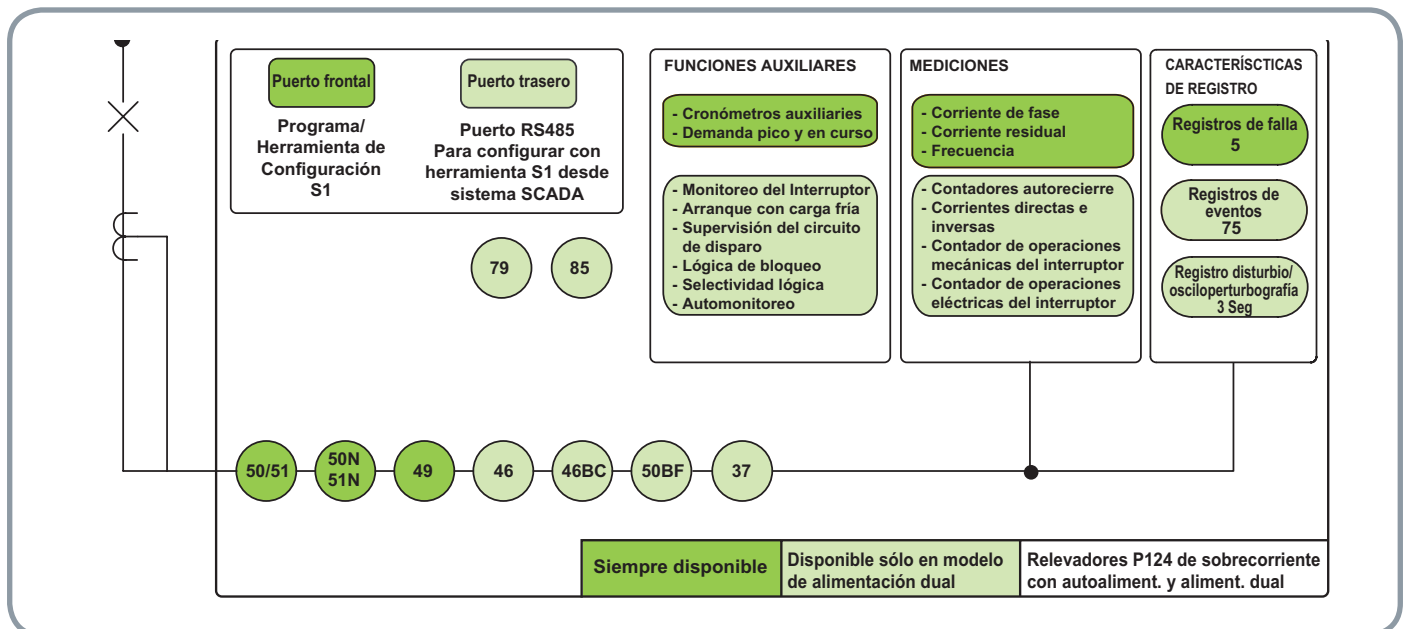 Puerto frontal
Programa/
Herramienta de
Configuración
S1
Puerto trasero
Puerto RS485
Para configurar con
herramienta S1 desde
sistema SCADA
79
85
FUNCIONES AUXILIARES
- Cronómetros auxiliaries
- Demanda pico y en curso
- Monitoreo del Interruptor
- Arranque con carga fría
- Supervisión del circuito
de disparo
- Lógica de bloqueo
- Selectividad lógica
- Automonitoreo
MEDICIONES
- Corriente de fase
- Corriente residual
- Frecuencia
- Contadores autorecierre
- Corrientes directas e
inversas
- Contador de operaciones
mecánicas del interruptor
- Contador de operaciones
eléctricas del interruptor
CARACTERÍSCTICAS
DE REGISTRO
Registros de falla
5
Registros de
eventos
75
Registro disturbio/
osciloperturbografía
3 Seg
50/51
50N
51N
49
46
46BC
50BF
37
Siempre disponible
Disponible sólo en modelo
de alimentación dual
Relevadores P124 de sobrecorriente
con autoaliment. y aliment. dual